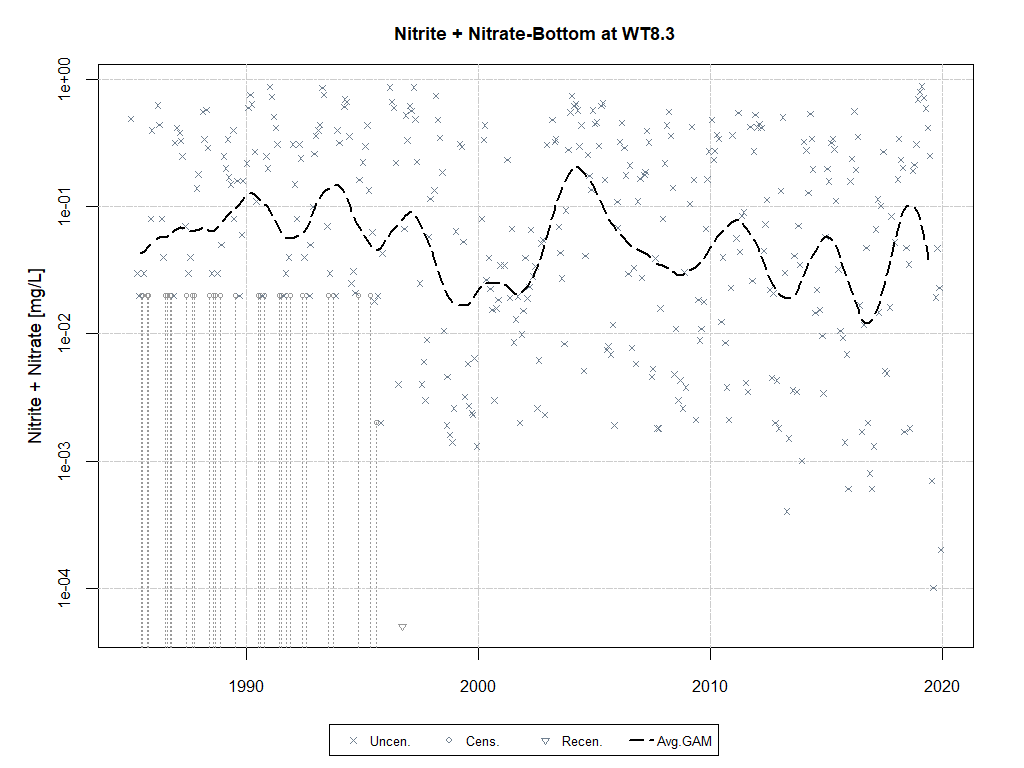 Nitrite + Nitrate-Bottom at WT8.3
Nitrite + Nitrate [mg/L]
1e+00
1e-01
1e-02
1e-03
1e-04
1990 2000 2010 2020
Uncen. Cens. Recen. Avg.GAM